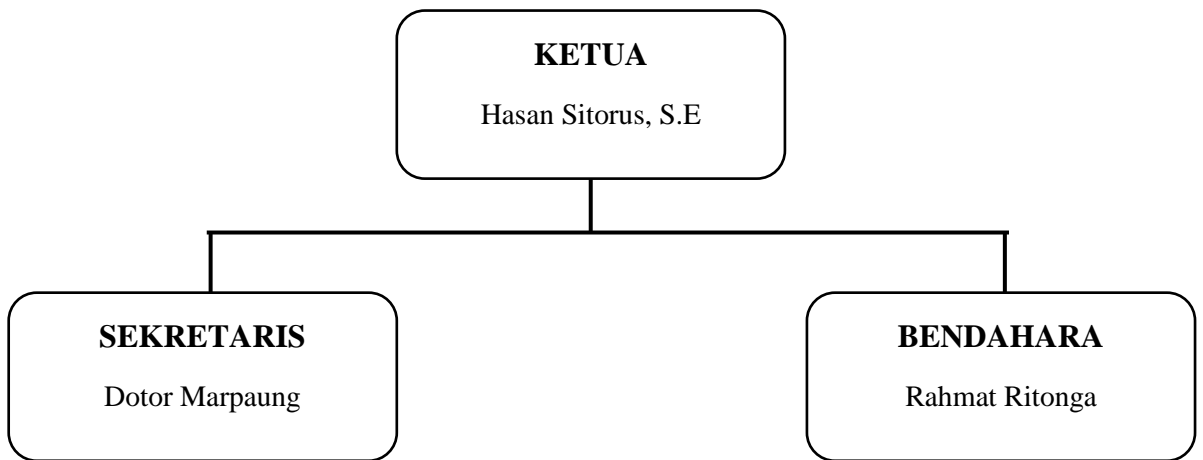 KETUA
Hasan Sitorus, S.E
SEKRETARIS
Dotor Marpaung
BENDAHARA
Rahmat Ritonga